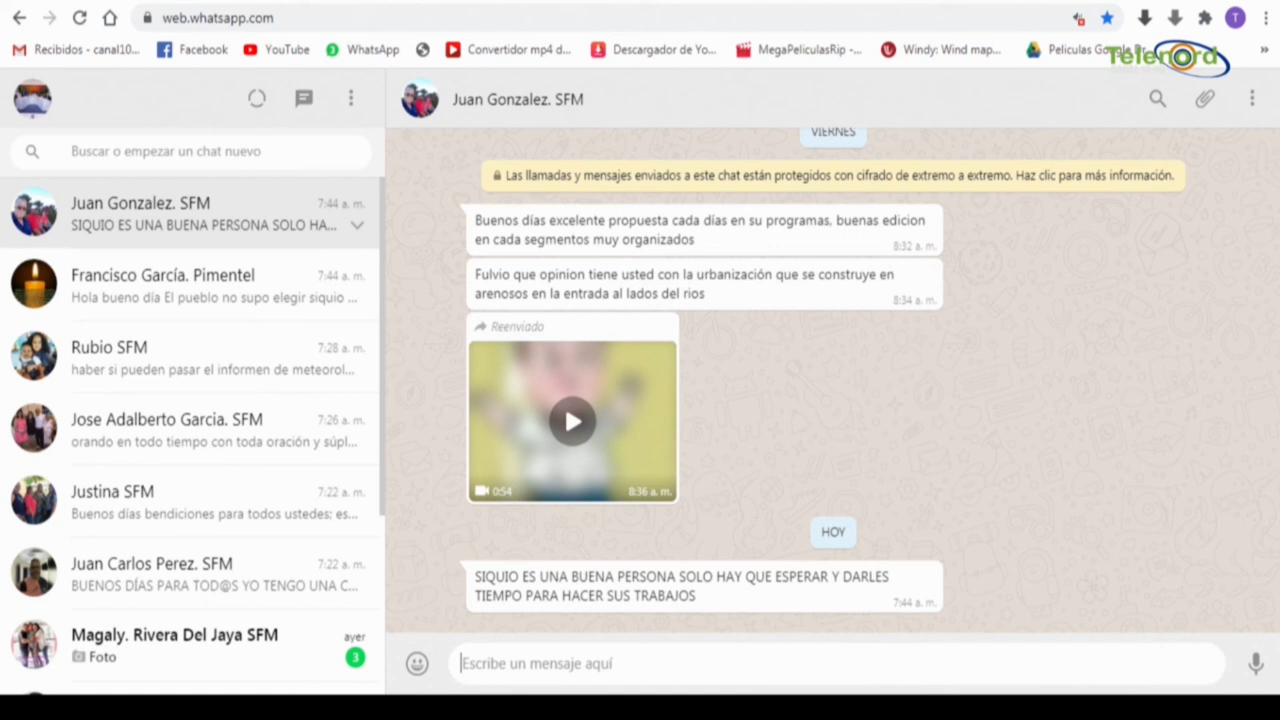 web.whatsapp.com
Recibidos - canal10...
Facebook
YouTube
WhatsApp
Convertidor mp4 d...
Descargador de Yo...
MegaPeliculasRip -...
Windy: Wind map...
Peliculas Google Dr
Telenord
T
Juan Gonzalez. SFM
Buscar o empezar un chat nuevo
Juan Gonzalez. SFM
7:44 a. m.
SIQUIO ES UNA BUENA PERSONA SOLO HA...
Francisco García. Pimentel
7:44 a. m.
Hola bueno día El pueblo no supo elegir siquio ...
Rubio SFM
7:28 a. m.
haber si pueden pasar el informen de meteorol...
Jose Adalberto Garcia. SFM
7:26 a. m.
orando en todo tiempo con toda oración y súpl...
Justina SFM
7:22 a. m.
Buenos días bendiciones para todos ustedes; es...
Juan Carlos Perez. SFM
7:22 a. m.
BUENOS DÍAS PARA TOD@S YO TENGO UNA C...
Magaly. Rivera Del Jaya SFM
ayer
Foto
3
VIERNES
Las llamadas y mensajes enviados a este chat están protegidos con cifrado de extremo a extremo. Haz clic para más información.
Buenos días excelente propuesta cada días en su programas, buenas edicion
en cada segmentos muy organizados
8:32 a. m.
Fulvio que opinion tiene usted con la urbanización que se construye en
arenosos en la entrada al lados del rios
8:34 a. m.
Reenviado
0:54
8:36 a. m.
HOY
SIQUIO ES UNA BUENA PERSONA SOLO HAY QUE ESPERAR Y DARLES
TIEMPO PARA HACER SUS TRABAJOS
7:44 a. m.
Escribe un mensaje aquí